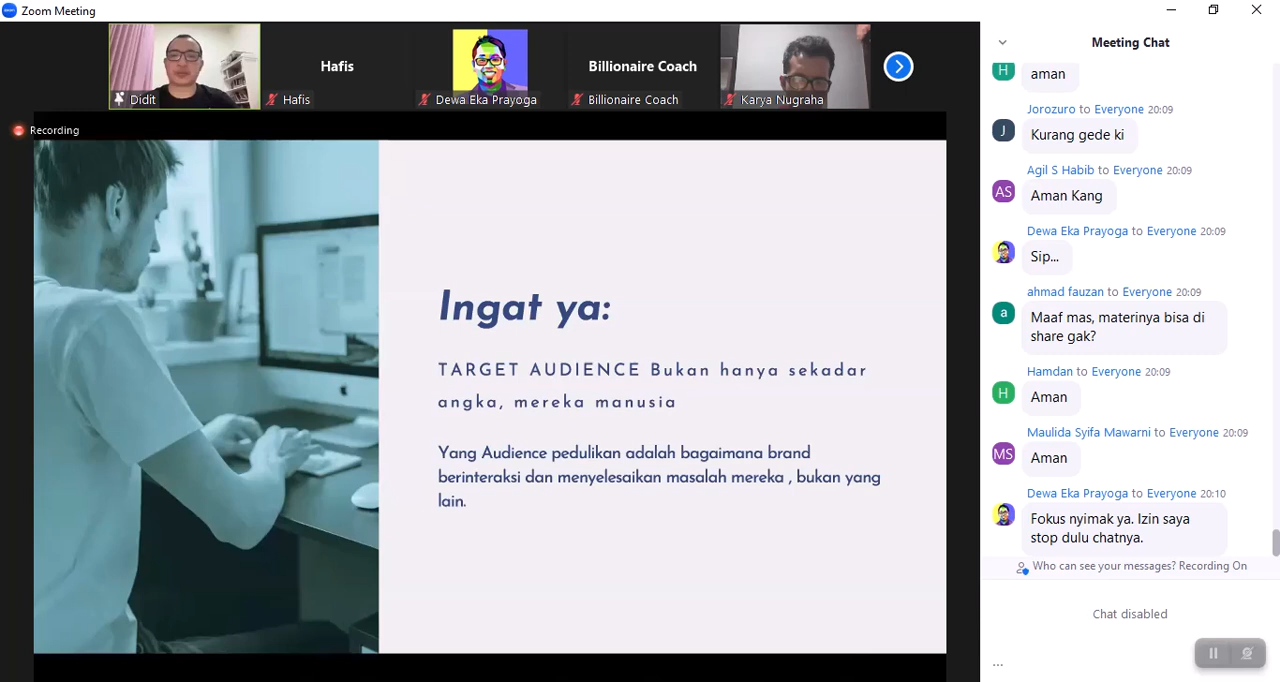 Zoom Meeting
Didit
Hafis
Hafis
Dewa Eka Prayoga
Billionaire Coach
Billionaire Coach
Karya Nugraha
Recording
Ingat ya:
TARGET AUDIENCE Bukan hanya sekadar
angka, mereka manusia
Yang Audience pedulikan adalah bagaimana brand
berinteraksi dan menyelesaikan masalah mereka , bukan yang
lain.
Meeting Chat
H
aman
Jorozuro to Everyone 20:09
J
Kurang gede ki
Agil S Habib to Everyone 20:09
AS
Aman Kang
Dewa Eka Prayoga to Everyone 20:09
Sip...
ahmad fauzan to Everyone 20:09
a
Maaf mas, materinya bisa di
share gak?
Hamdan to Everyone 20:09
H
Aman
Maulida Syifa Mawarni to Everyone 20:09
MS
Aman
Dewa Eka Prayoga to Everyone 20:10
Fokus nyimak ya. Izin saya
stop dulu chatnya.
Who can see your messages? Recording On
Chat disabled
...